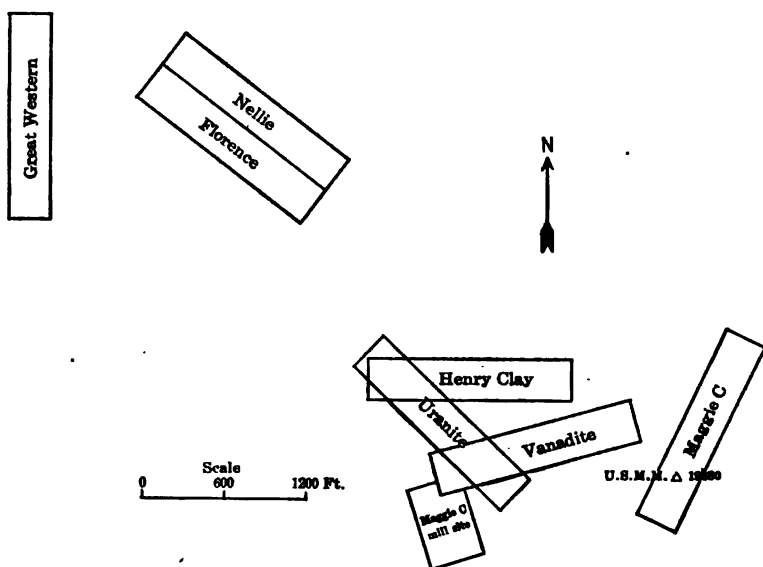 Great Western
Nellie
Florence
N
Henry Clay
Uranite
Vanadite
Maggie C
U.S.M.M. △
Maggie C
mill site
Scale
0 600 1200 Ft.